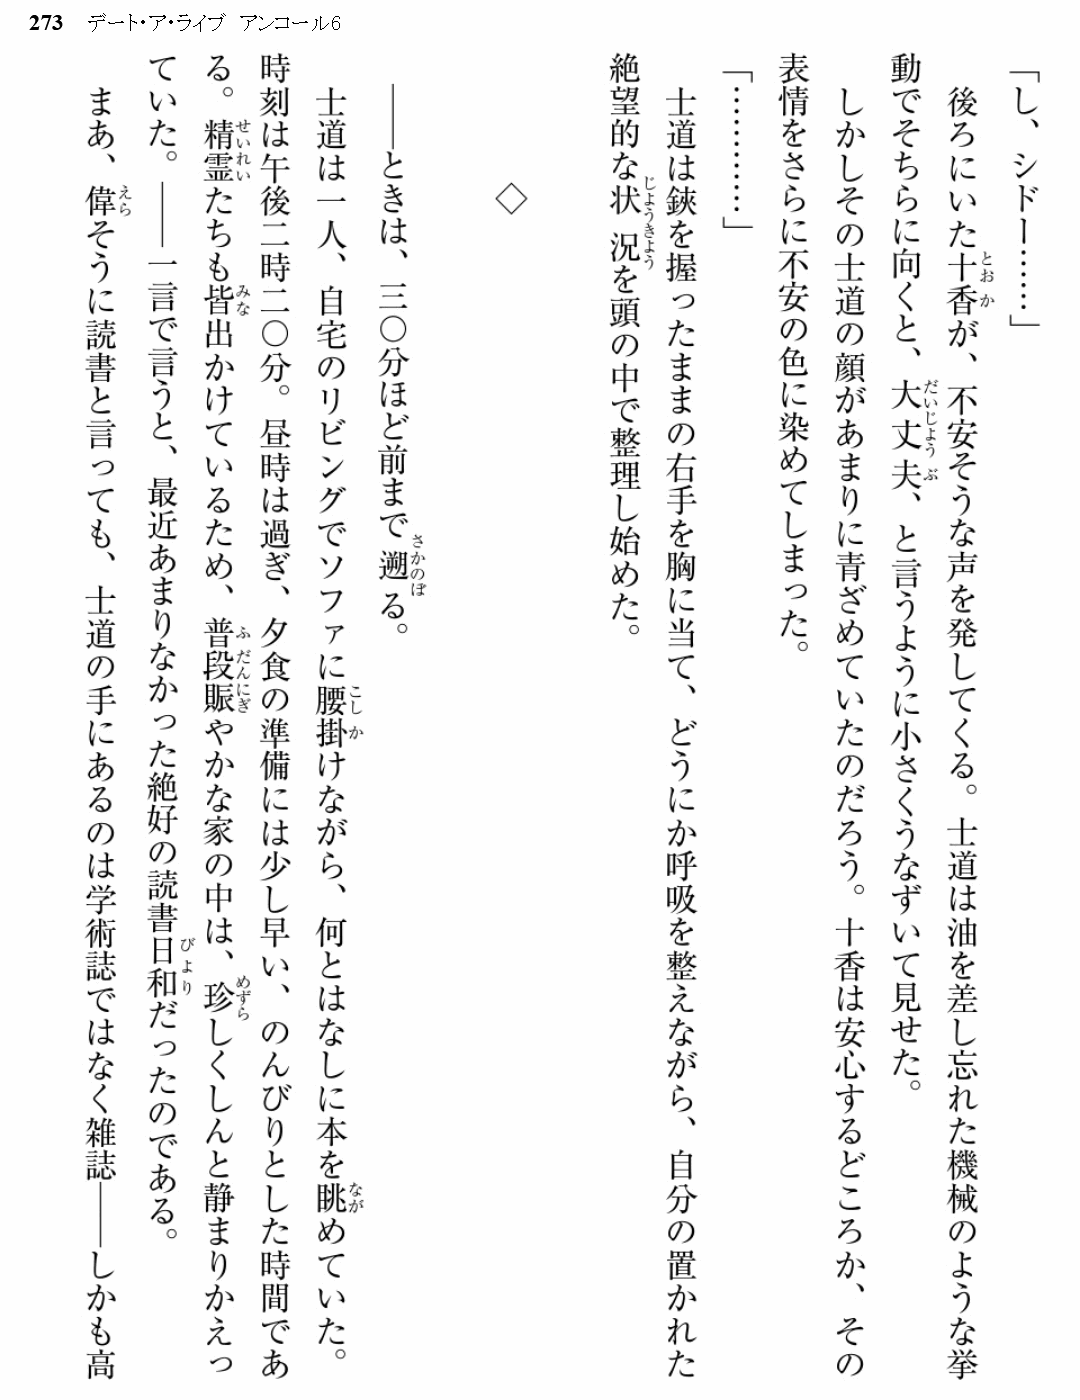 273 デート・ア・ライブ アンコール6
「し、シドー……」
後ろにいた十香が、不安そうな声を発してくる。士道は油を差し忘れた機械のような挙
動でそちらに向くと、大丈夫、と言うように小さくうなずいて見せた。
しかしその士道の顔があまりに青ざめていたのだろう。十香は安心するどころか、その
表情をさらに不安の色に染めてしまった。
「…………」
士道は鋏を握ったままの右手を胸に当て、どうにか呼吸を整えながら、自分の置かれた
絶望的な状況を頭の中で整理し始めた。
◇
――ときは、三〇分ほど前まで遡る。
士道は一人、自宅のリビングでソファに腰掛けながら、何とはなしに本を眺めていた。
時刻は午後二時二〇分。昼時は過ぎ、夕食の準備には少し早い、のんびりとした時間であ
る。精霊たちも皆出かけているため、普段賑やかな家の中は、珍しくしんと静まりかえっ
ていた。――一言で言うと、最近あまりなかった絶好の読書日和だったのである。
まあ、偉そうに読書と言っても、士道の手にあるのは学術誌ではなく雑誌――しかも高